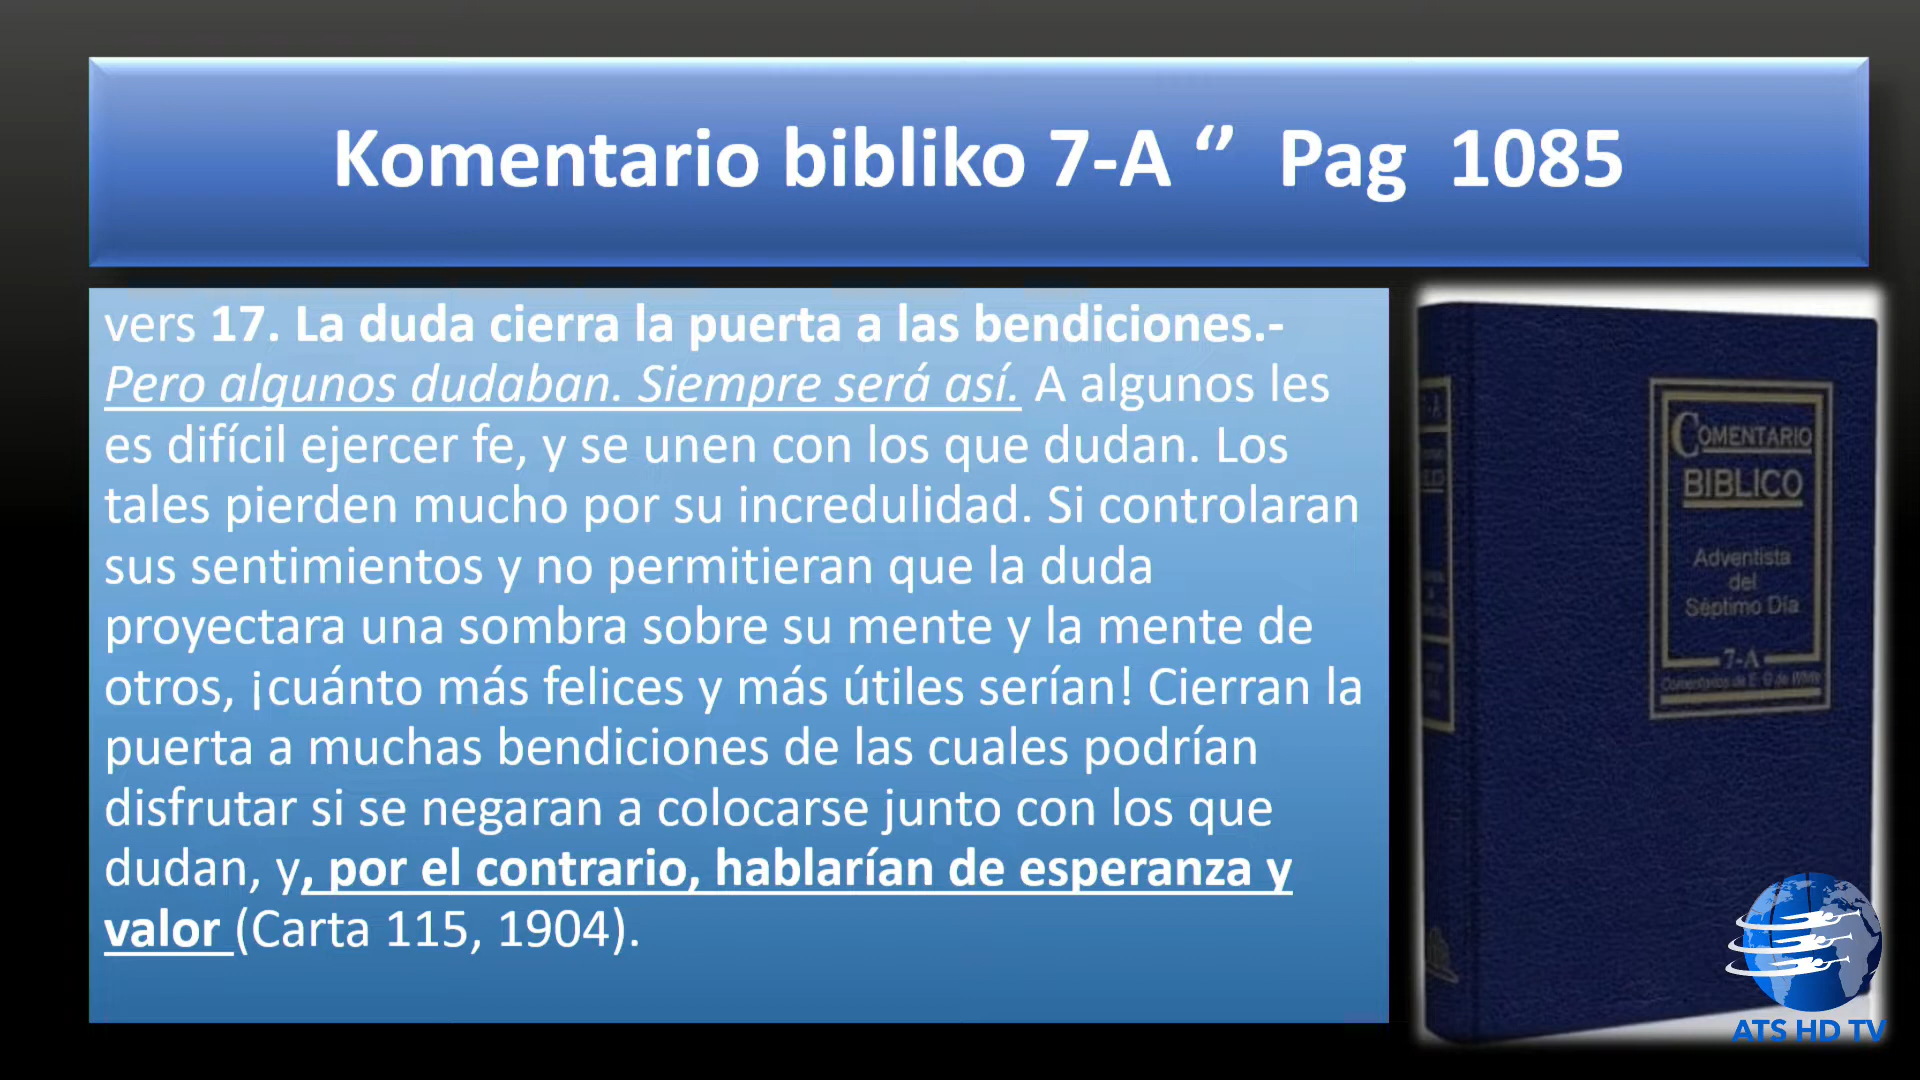 Komentario bibliko 7-A “ Pag 1085
vers 17. La duda cierra la puerta a las bendiciones.-
Pero algunos dudaban. Siempre será así. A algunos les
es difícil ejercer fe, y se unen con los que dudan. Los
tales pierden mucho por su incredulidad. Si controlaran
sus sentimientos y no permitieran que la duda
proyectara una sombra sobre su mente y la mente de
otros, ¡cuánto más felices y más útiles serían! Cierran la
puerta a muchas bendiciones de las cuales podrían
disfrutar si se negaran a colocarse junto con los que
dudan, y, por el contrario, hablarían de esperanza y
valor (Carta 115, 1904).
COMENTARIO
BIBLICO
Adventista
del
Séptimo Día
7-A
Comentarios de E. G de White
ATS HD TV